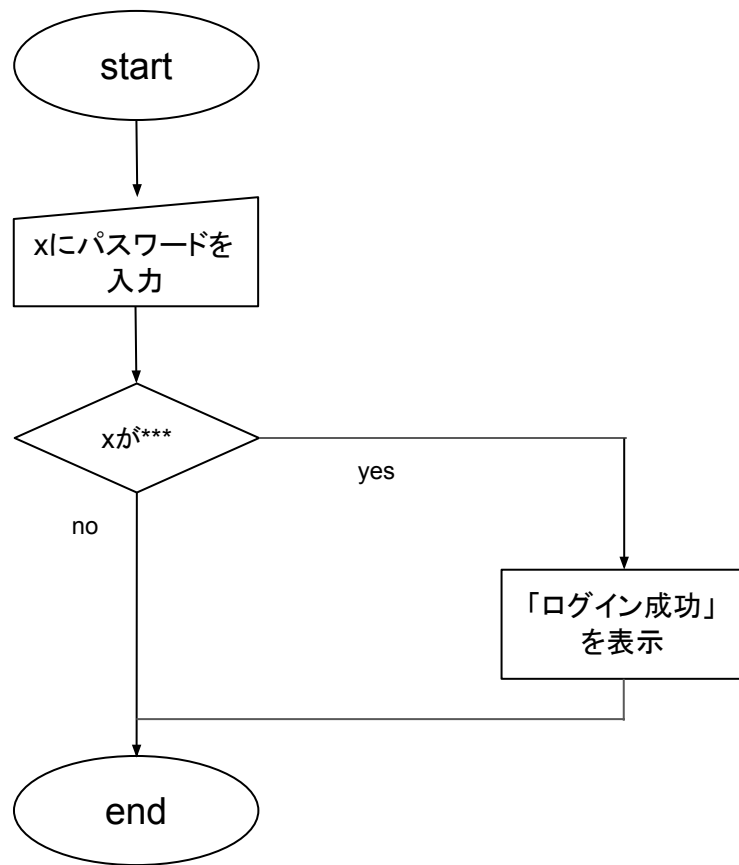 start
xにパスワードを
入力
xが***
yes
no
「ログイン成功」
を表示
end